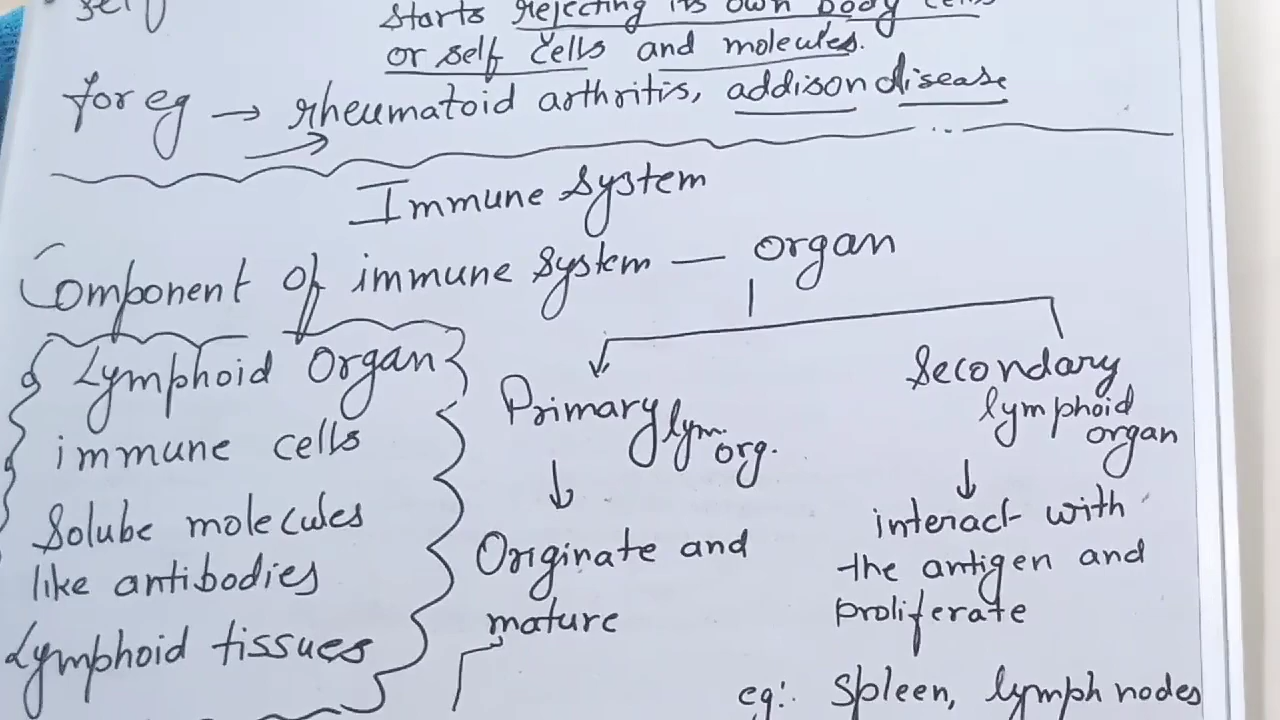 self
starts rejecting its own body cells
or self cells and molecules.
for eg → rheumatoid arthritis, addison disease
Immune System
Component of immune system — organ
Lymphoid Organ
immune cells
Solube molecules
like antibodies
Lymphoid tissues
Primary lym. org.
↓
Originate and
mature
Secondary
lymphoid
organ
↓
interact with
the antigen and
proliferate
eg:. Spleen, lymph nodes